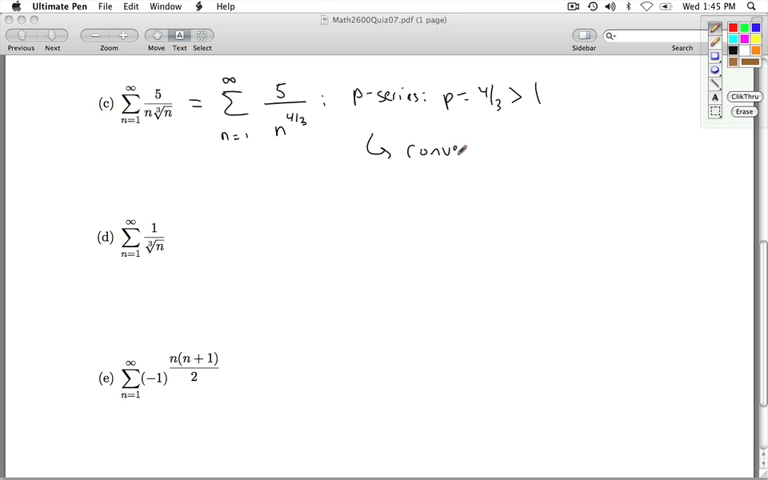 Ultimate Pen File Edit Window Help Wed 1:45 PM
Math2600Quiz07.pdf (1 page)
Previous Next Zoom Move Text Select Sidebar Search
ClikThru
A Erase
(c) ∞∑n=1 5/(n∛n) = ∞∑n=1 5/n^4/3 : p-series: p = 4/3 > 1
↳ conve
(d) ∞∑n=1 1/∛n
(e) ∞∑n=1 (−1)^(n(n + 1)/2)